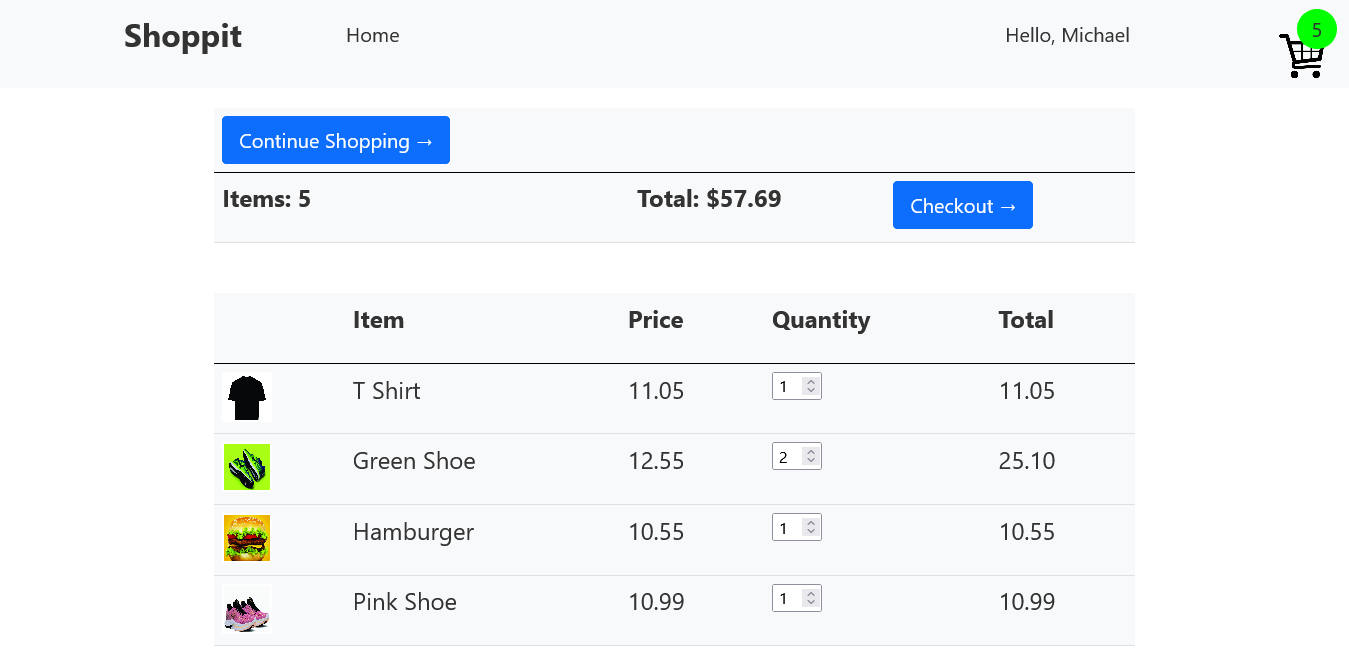 Shoppit Home Hello, Michael 5
Continue Shopping →
Items: 5 Total: $57.69 Checkout →
Item Price Quantity Total
T Shirt 11.05 1 11.05
Green Shoe 12.55 2 25.10
Hamburger 10.55 1 10.55
Pink Shoe 10.99 1 10.99